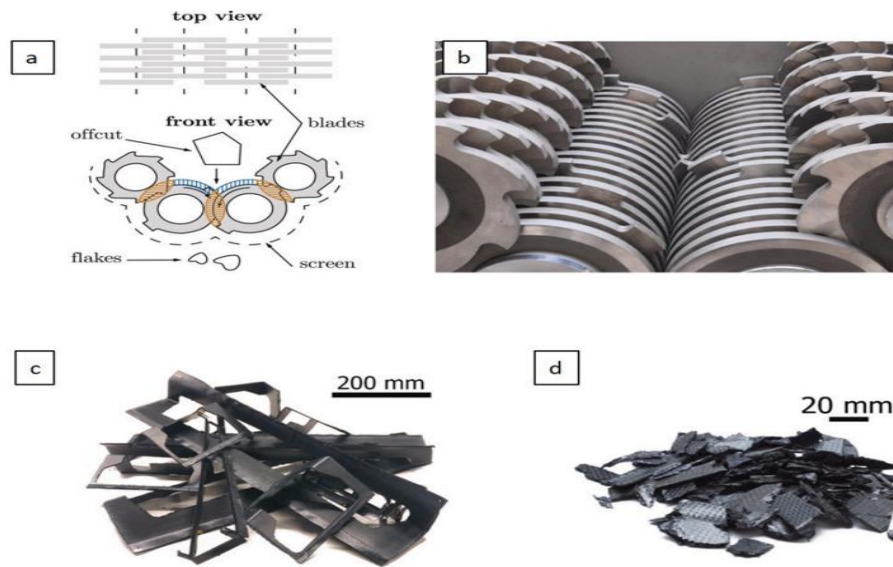 a
top view
front view
offcut
blades
flakes
screen
b
c
200 mm
d
20 mm